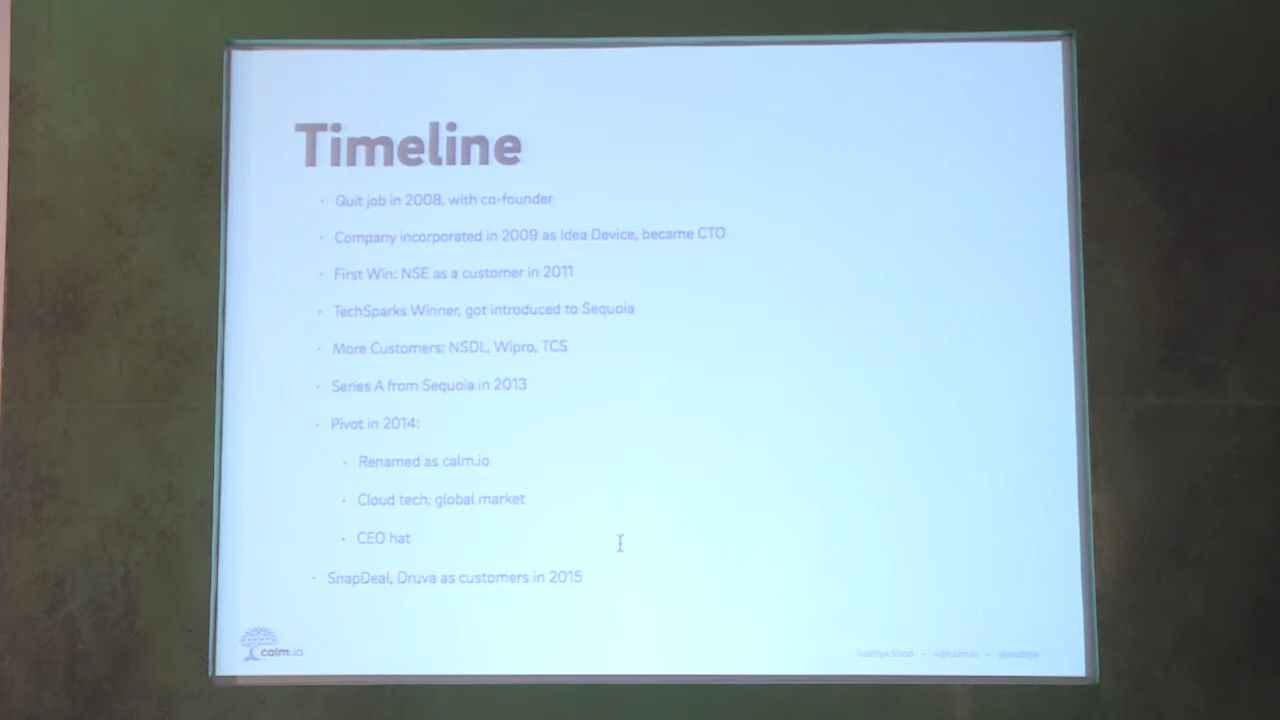 Timeline
· Quit job in 2008, with co-founder
· Company incorporated in 2009 as Idea Device, became CTO
· First Win: NSE as a customer in 2011
· TechSparks Winner, got introduced to Sequoia
· More Customers: NSDL, Wipro, TCS
· Series A from Sequoia in 2013
· Pivot in 2014:
· Renamed as calm.io
· Cloud tech, global market
· CEO hat
· SnapDeal, Druva as customers in 2015
calm.io